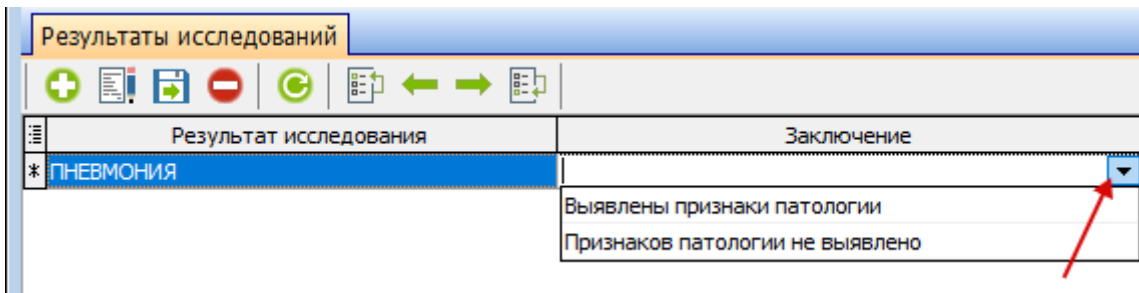 Результаты исследований
Результат исследования Заключение
* ПНЕВМОНИЯ
Выявлены признаки патологии
Признаков патологии не выявлено